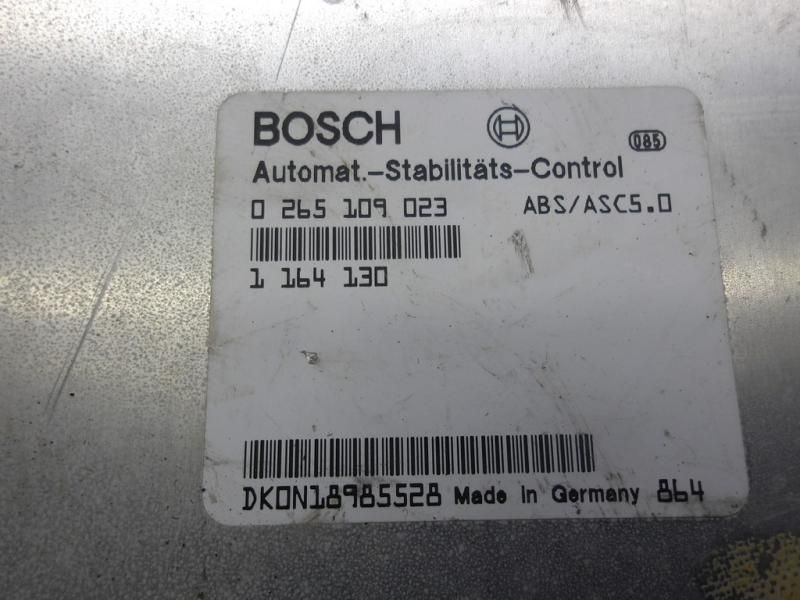 BOSCH
085
Automat.-Stabilitäts-Control
0 265 109 023 ABS/ASC5.0
1 164 130
DK0N18985528 Made in Germany 864